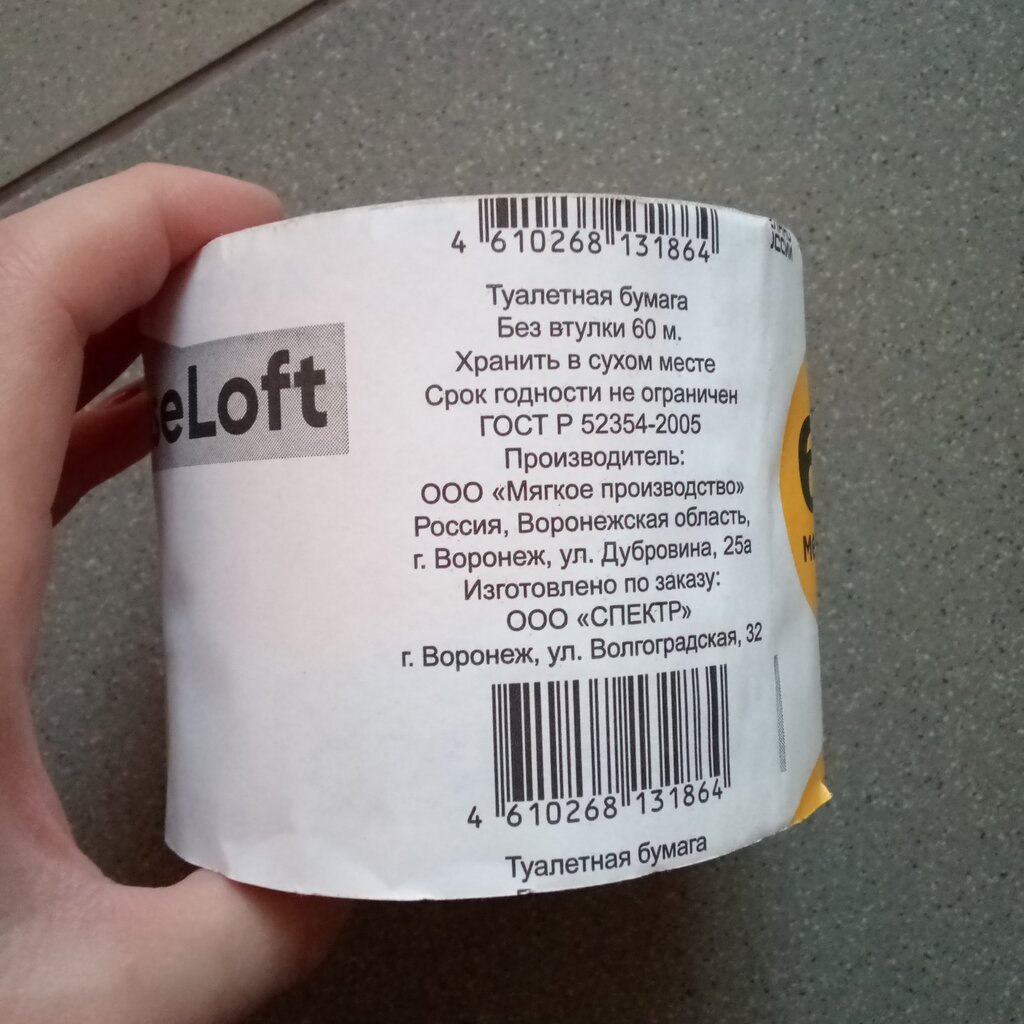 4 610268 131864
Туалетная бумага
Без втулки 60 м.
Хранить в сухом месте
Срок годности не ограничен
ГОСТ Р 52354-2005
Производитель:
ООО «Мягкое производство»
Россия, Воронежская область,
г. Воронеж, ул. Дубровина, 25а
Изготовлено по заказу:
ООО «СПЕКТР»
г. Воронеж, ул. Волгоградская, 32
4 610268 131864
Туалетная бумага
eLoft